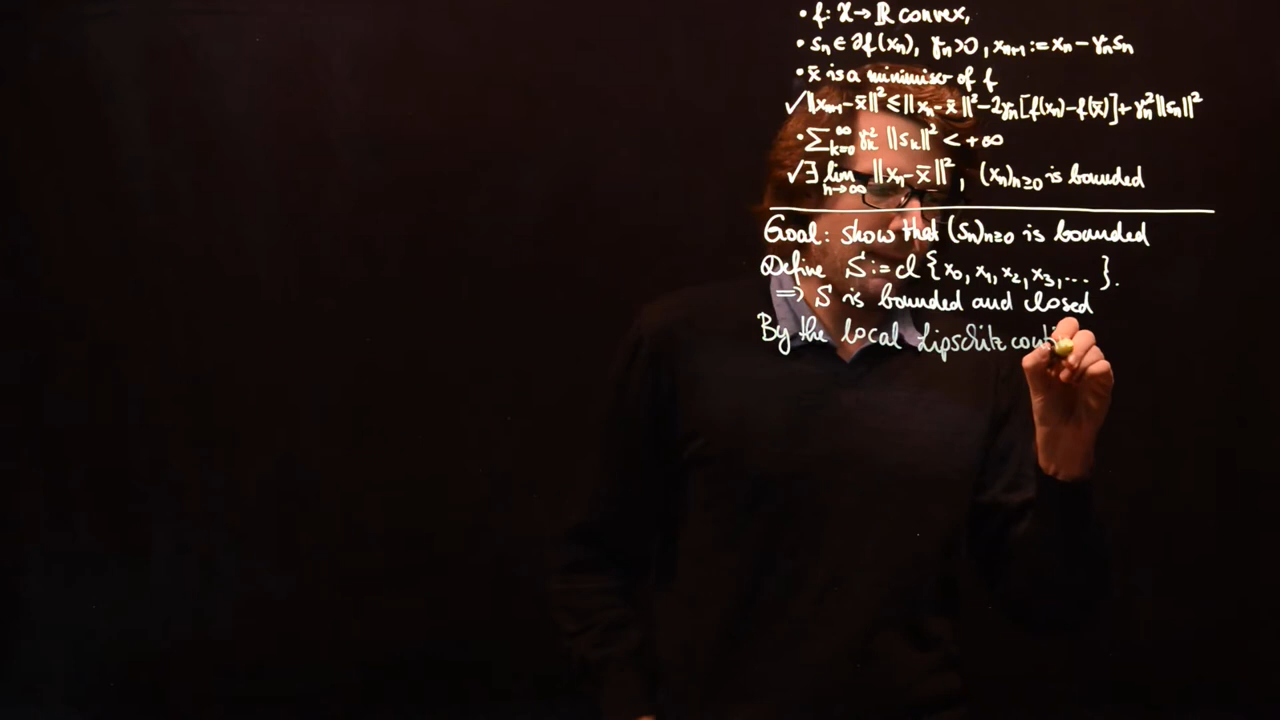 • f: X → ℝ convex,
• sₙ ∈ ∂f(xₙ), γₙ > 0, xₙ₊₁ := xₙ − γₙsₙ
• x̄ is a minimiser of f
✓ ‖xₙ₊₁ − x̄‖² ≤ ‖xₙ − x̄‖² − 2γₙ[f(xₙ) − f(x̄)] + γₙ²‖sₙ‖²
• ∑_{k=0}^{∞} γₖ² ‖sₖ‖² < +∞
✓ ∃ lim_{n→∞} ‖xₙ − x̄‖², (xₙ)ₙ≥₀ is bounded
Goal: show that (sₙ)ₙ≥₀ is bounded
Define S := cl {x₀, x₁, x₂, x₃, ... }.
⟹ S is bounded and closed
By the local Lipschitz conti